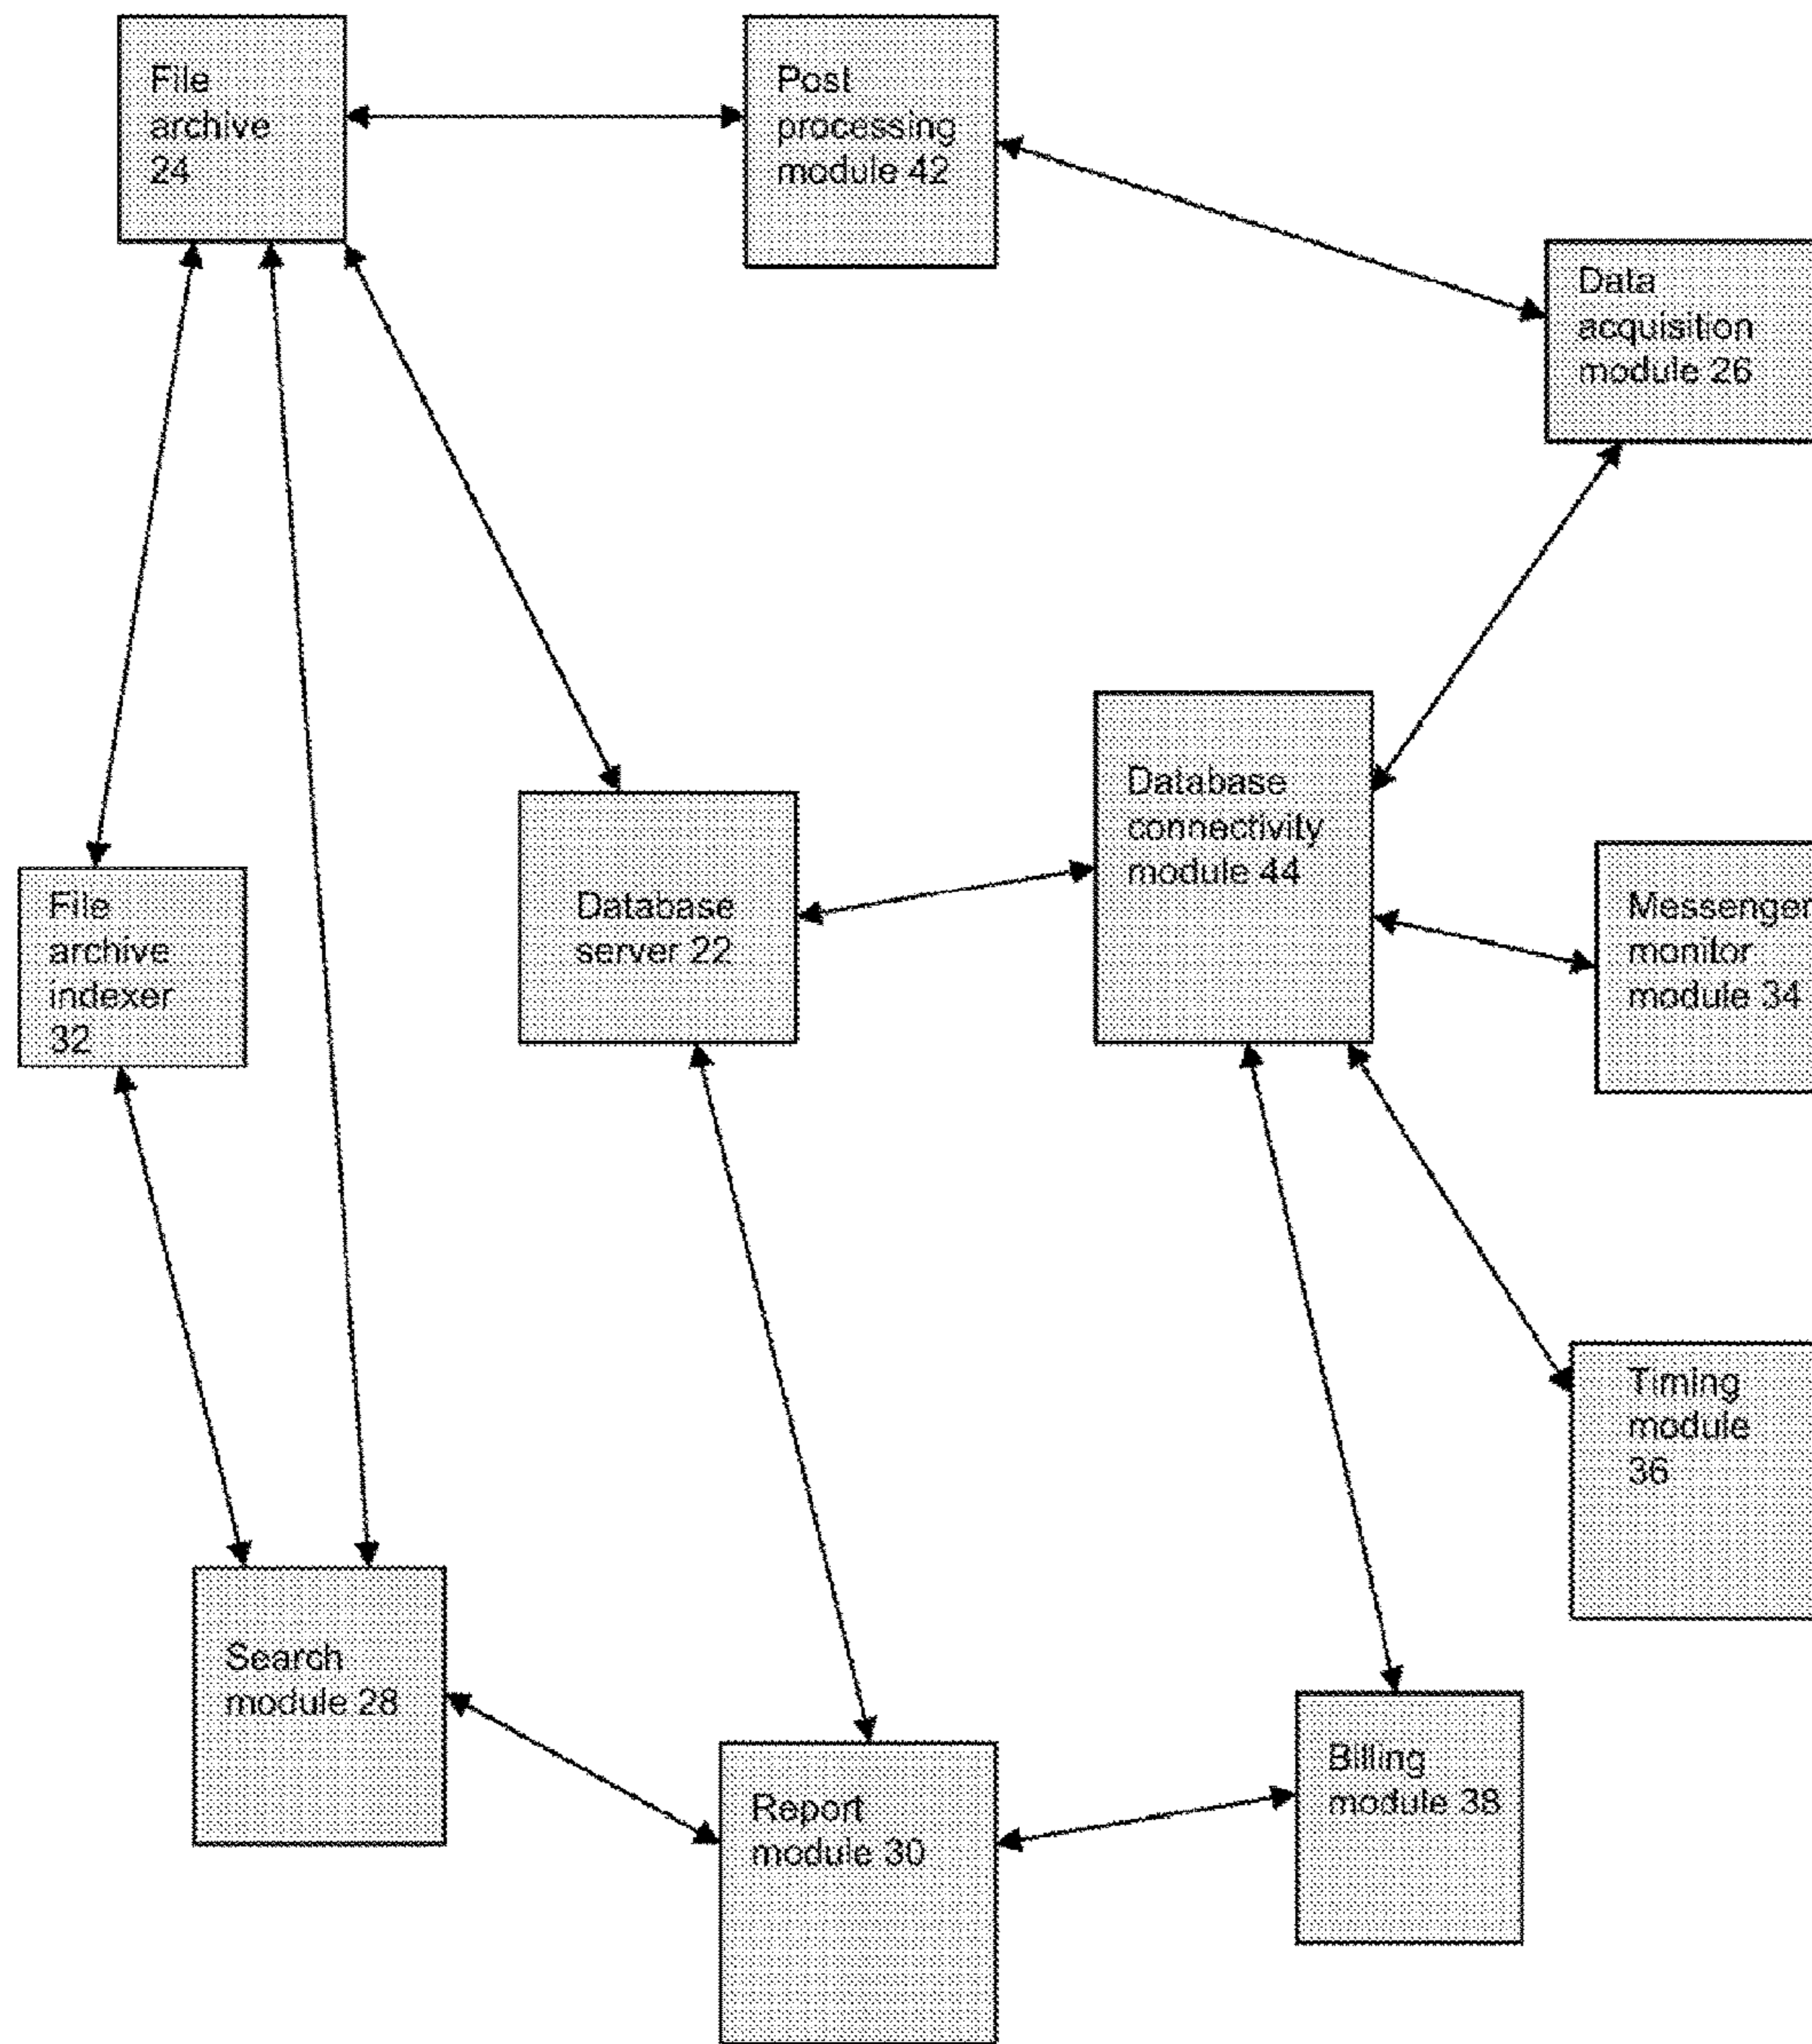 File
archive
24
Post
processing
module 42
Data
acquisition
module 26
Database
connectivity
module 44
File
archive
indexer
32
Database
server 22
Messenger
monitor
module 34
Timing
module
36
Search
module 28
Report
module 30
Billing
module 38